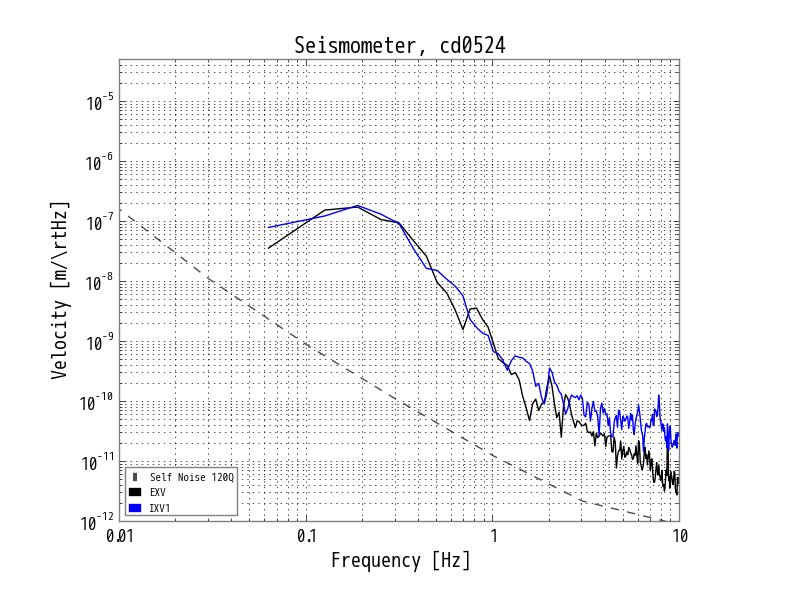 Seismometer, cd0524
Velocity [m/\rtHz]
10-5
10-6
10-7
10-8
10-9
10-10
10-11
10-12
Self Noise 120Q
EXV
IXV1
0.01 0.1 1 10
Frequency [Hz]